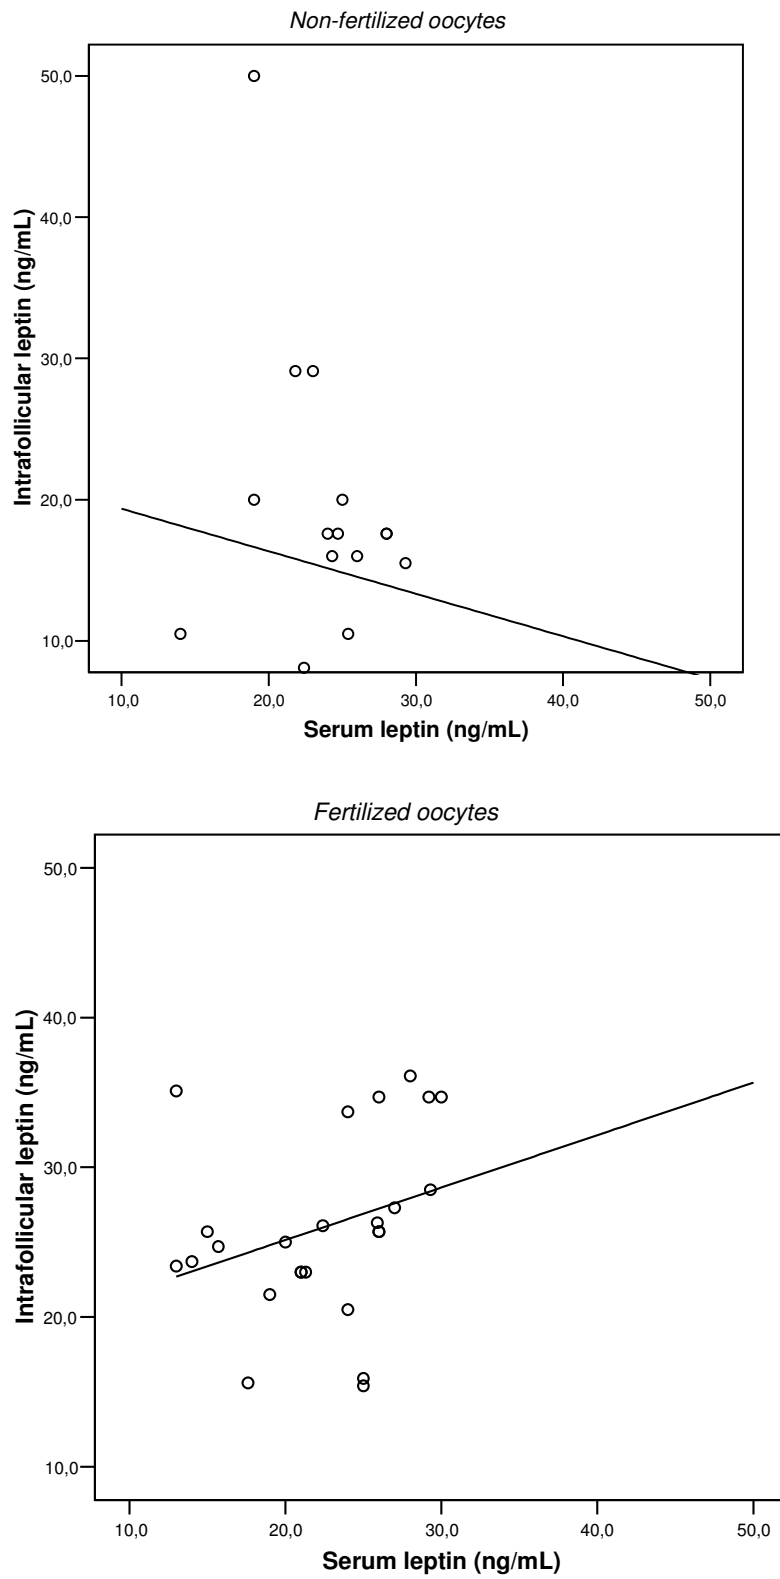 Non-fertilized oocytes
50,0
40,0
30,0
20,0
10,0
Intrafollicular leptin (ng/mL)
10,0 20,0 30,0 40,0 50,0
Serum leptin (ng/mL)
Fertilized oocytes
50,0
40,0
30,0
20,0
10,0
Intrafollicular leptin (ng/mL)
10,0 20,0 30,0 40,0 50,0
Serum leptin (ng/mL)